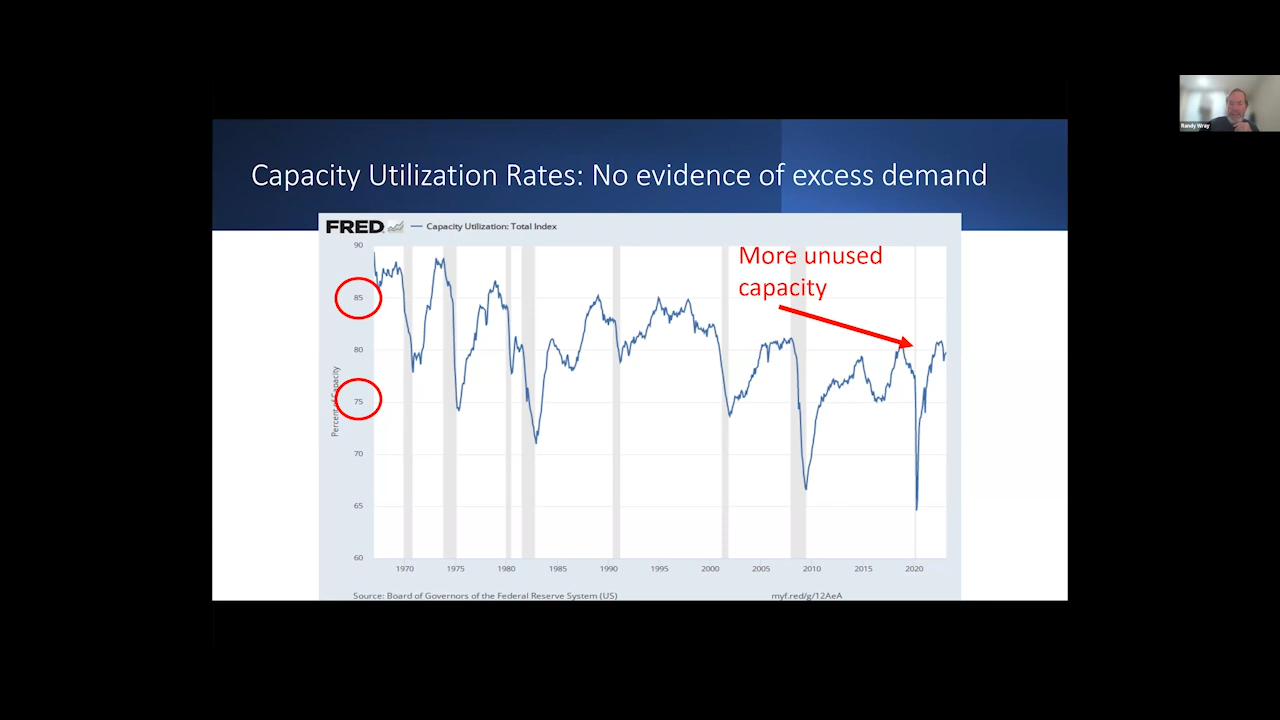 Randy Wray
Capacity Utilization Rates: No evidence of excess demand
FRED
Capacity Utilization: Total Index
More unused
capacity
90
85
80
75
70
65
60
Percent of Capacity
1970 1975 1980 1985 1990 1995 2000 2005 2010 2015 2020
Source: Board of Governors of the Federal Reserve System (US)
myf.red/g/12AeA